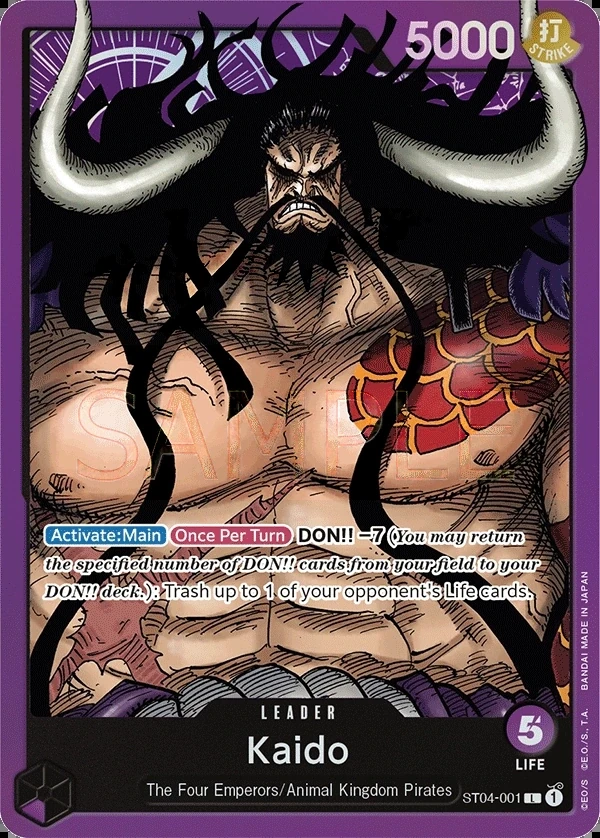 5000
打
STRIKE
SAMPLE
Activate:Main Once Per Turn DON!! −7 (You may return
the specified number of DON!! cards from your field to your
DON!! deck.): Trash up to 1 of your opponent's Life cards.
LEADER
5
LIFE
Kaido
The Four Emperors/Animal Kingdom Pirates
ST04-001 L 1
©E.O/S ©E.O./S., T.A. BANDAI MADE IN JAPAN